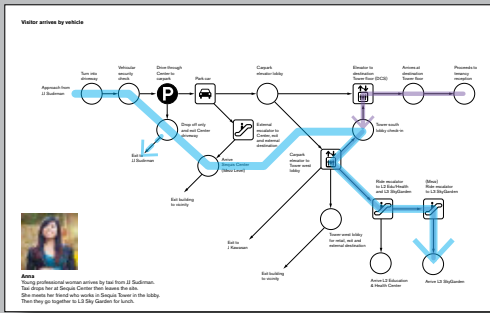 Visitor arrives by vehicle
Turn into
driveway
Vehicular
security
check
Drive through
Center to
carpark
P
Park car
Carpark
elevator lobby
Elevator to
destination
Tower floor (DCS)
Arrives at
destination
Tower floor
Proceeds to
tenancy
reception
Approach from
JJ Sudirman
Drop off only
and exit Center
driveway
External
escalator to
Center, exit
and external
destination
Tower south
lobby check-in
Exit to
JJ Sudirman
Arrive
Sequis Center
(Mesz Level)
Carpark
elevator to
Tower west
lobby
Exit building
to vicinity
Ride escalator
to L2 Edu/Health
and L3 SkyGarden
(Mesz)
Ride escalator
to L3 SkyGarden
Exit to
J Kawasan
Tower west lobby
for retail, exit and
external destination
Exit building
to vicinity
Arrive L2 Education
& Health Center
Arrive L3 SkyGarden
Anna
Young professional woman arrives by taxi from JJ Sudirman.
Taxi drops her at Sequis Center then leaves the site.
She meets her friend who works in Sequis Tower in the lobby.
Then they go together to L3 Sky Garden for lunch.